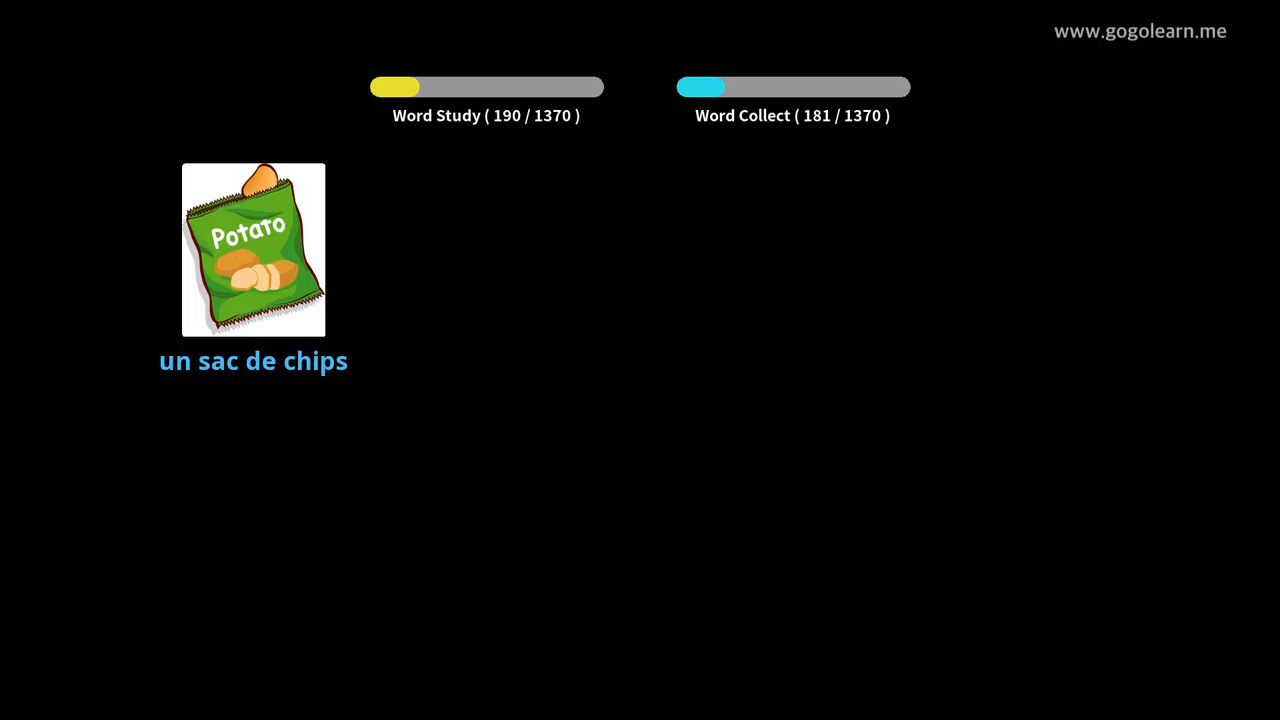 www.gogolearn.me
Word Study ( 190 / 1370 )
Word Collect ( 181 / 1370 )
Potato
un sac de chips